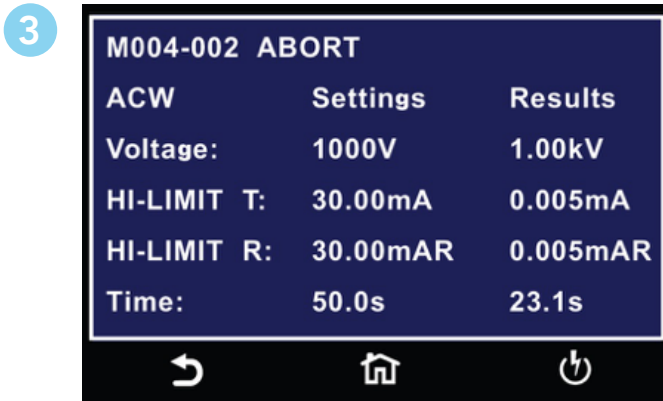 3
M004-002 ABORT
ACW Settings Results
Voltage: 1000V 1.00kV
HI-LIMIT T: 30.00mA 0.005mA
HI-LIMIT R: 30.00mAR 0.005mAR
Time: 50.0s 23.1s